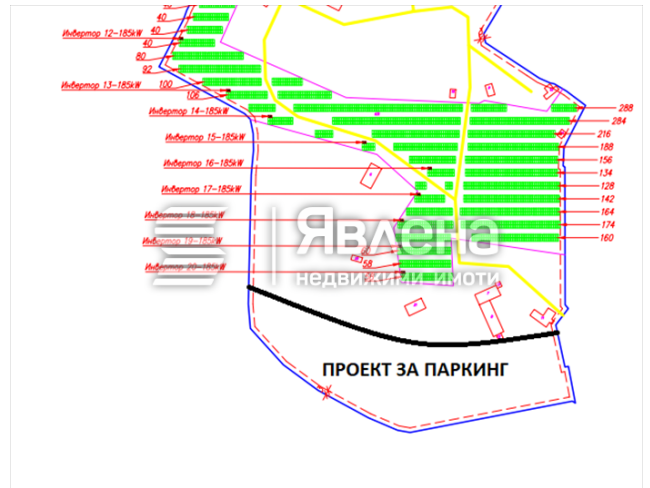 40
40
Инвертор 12-185kW
40
80
92
Инвертор 13-185kW
100
106
288
Инвертор 14-185kW
284
Инвертор 15-185kW
216
188
Инвертор 16-185kW
156
134
Инвертор 17-185kW
128
142
Инвертор 18-185kW
164
174
Инвертор 19-185kW
160
58
Инвертор 20-185kW
Явлена
недвижими имоти
ПРОЕКТ ЗА ПАРКИНГ